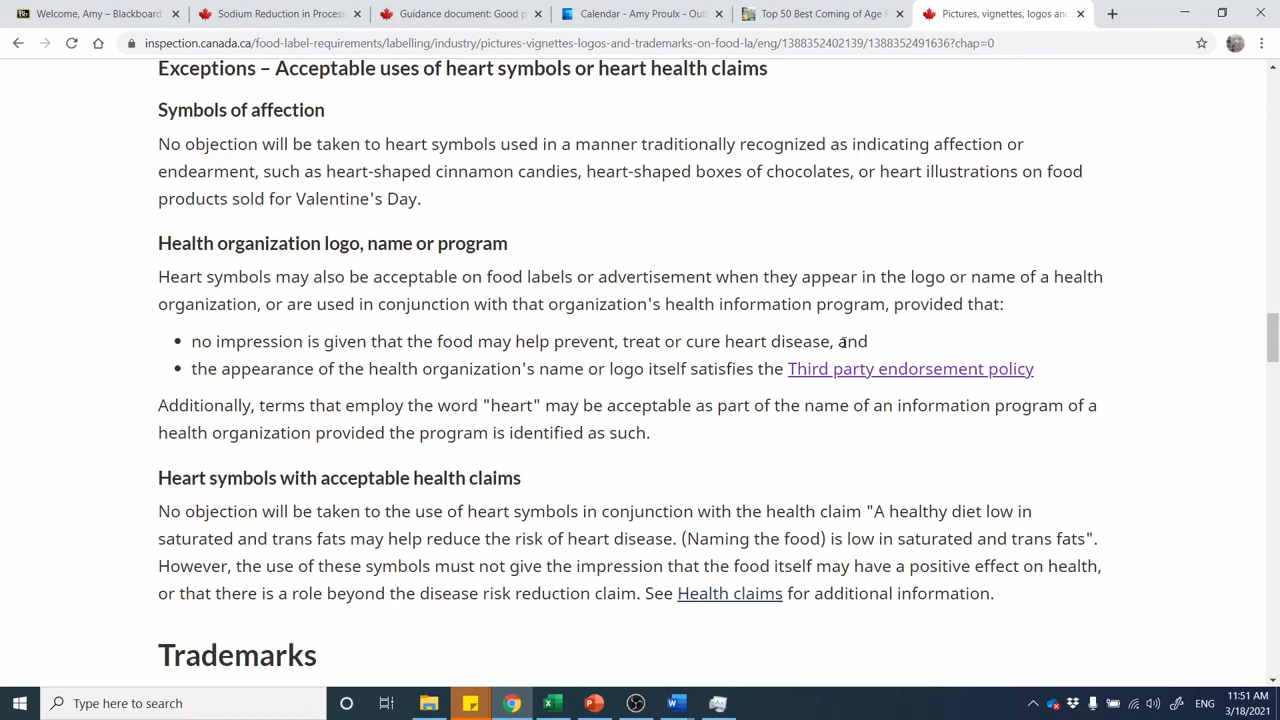 Welcome, Amy – Blackboard
Sodium Reduction in Process
Guidance document: Good p
Calendar - Amy Proulx - Out
Top 50 Best Coming of Age B
Pictures, vignettes, logos and
inspection.canada.ca/food-label-requirements/labelling/industry/pictures-vignettes-logos-and-trademarks-on-food-la/eng/1388352402139/1388352491636?chap=0
Exceptions – Acceptable uses of heart symbols or heart health claims
Symbols of affection
No objection will be taken to heart symbols used in a manner traditionally recognized as indicating affection or
endearment, such as heart-shaped cinnamon candies, heart-shaped boxes of chocolates, or heart illustrations on food
products sold for Valentine's Day.
Health organization logo, name or program
Heart symbols may also be acceptable on food labels or advertisement when they appear in the logo or name of a health
organization, or are used in conjunction with that organization's health information program, provided that:
• no impression is given that the food may help prevent, treat or cure heart disease, and
• the appearance of the health organization's name or logo itself satisfies the Third party endorsement policy
Additionally, terms that employ the word "heart" may be acceptable as part of the name of an information program of a
health organization provided the program is identified as such.
Heart symbols with acceptable health claims
No objection will be taken to the use of heart symbols in conjunction with the health claim "A healthy diet low in
saturated and trans fats may help reduce the risk of heart disease. (Naming the food) is low in saturated and trans fats".
However, the use of these symbols must not give the impression that the food itself may have a positive effect on health,
or that there is a role beyond the disease risk reduction claim. See Health claims for additional information.
Trademarks
Type here to search
ENG
11:51 AM
3/18/2021